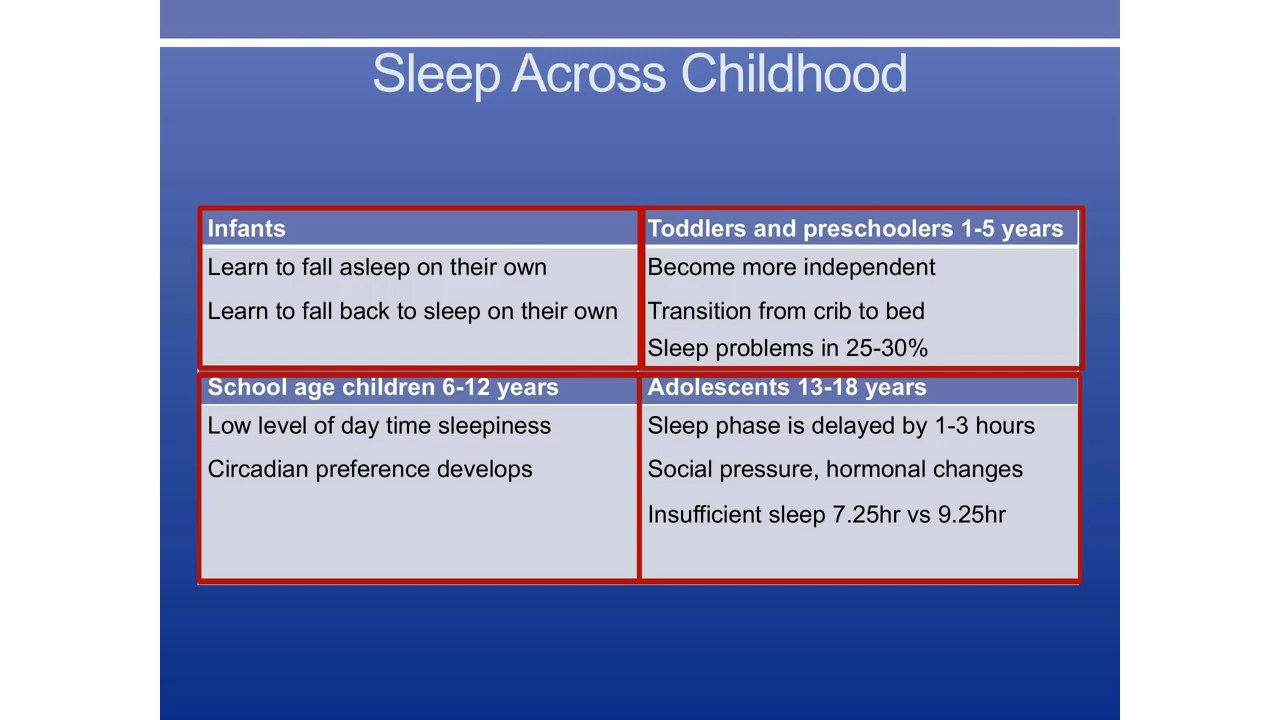 Sleep Across Childhood
Infants
Learn to fall asleep on their own
Learn to fall back to sleep on their own
Toddlers and preschoolers 1-5 years
Become more independent
Transition from crib to bed
Sleep problems in 25-30%
School age children 6-12 years
Low level of day time sleepiness
Circadian preference develops
Adolescents 13-18 years
Sleep phase is delayed by 1-3 hours
Social pressure, hormonal changes
Insufficient sleep 7.25hr vs 9.25hr